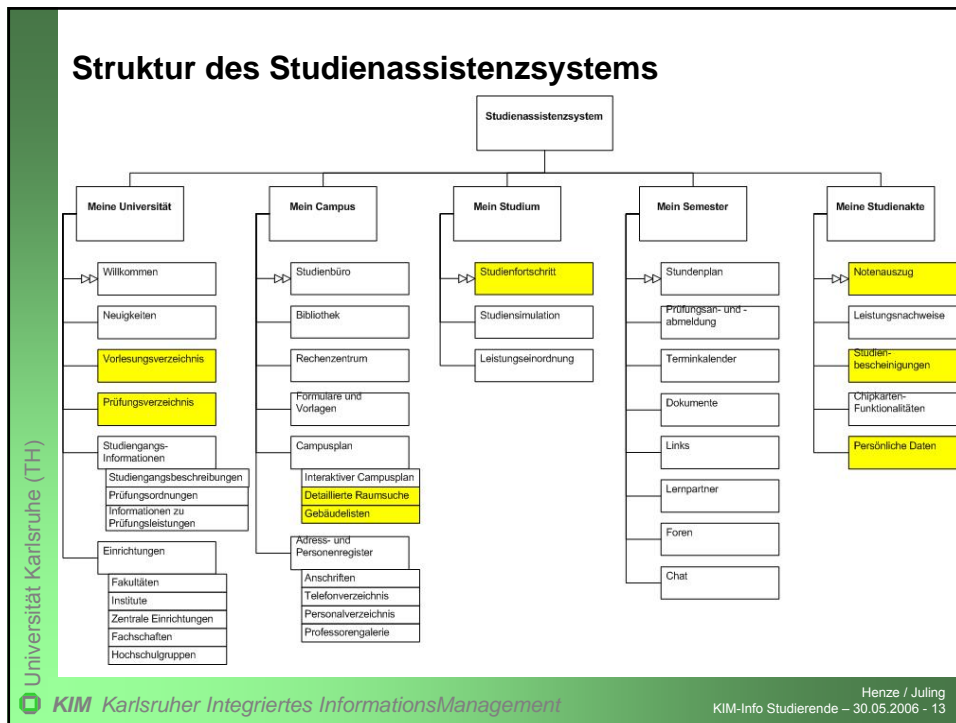 Struktur des Studienassistenzsystems
Studienassistenzsystem
Meine Universität
Willkommen
Neuigkeiten
Vorlesungsverzeichnis
Prüfungsverzeichnis
Studiengangs-
Informationen
Studiengangsbeschreibungen
Prüfungsordnungen
Informationen zu
Prüfungsleistungen
Einrichtungen
Fakultäten
Institute
Zentrale Einrichtungen
Fachschaften
Hochschulgruppen
Mein Campus
Studienbüro
Bibliothek
Rechenzentrum
Formulare und
Vorlagen
Campusplan
Interaktiver Campusplan
Detaillierte Raumsuche
Gebäudelisten
Adress- und
Personenregister
Anschriften
Telefonverzeichnis
Personalverzeichnis
Professorengalerie
Mein Studium
Studienfortschritt
Studiensimulation
Leistungseinordnung
Mein Semester
Stundenplan
Prüfungsan- und -
abmeldung
Terminkalender
Dokumente
Links
Lernpartner
Foren
Chat
Meine Studienakte
Notenauszug
Leistungsnachweise
Studien-
bescheinigungen
Chipkarten-
Funktionalitäten
Persönliche Daten
Universität Karlsruhe (TH)
KIM Karlsruher Integriertes InformationsManagement
Henze / Juling
KIM-Info Studierende – 30.05.2006 - 13